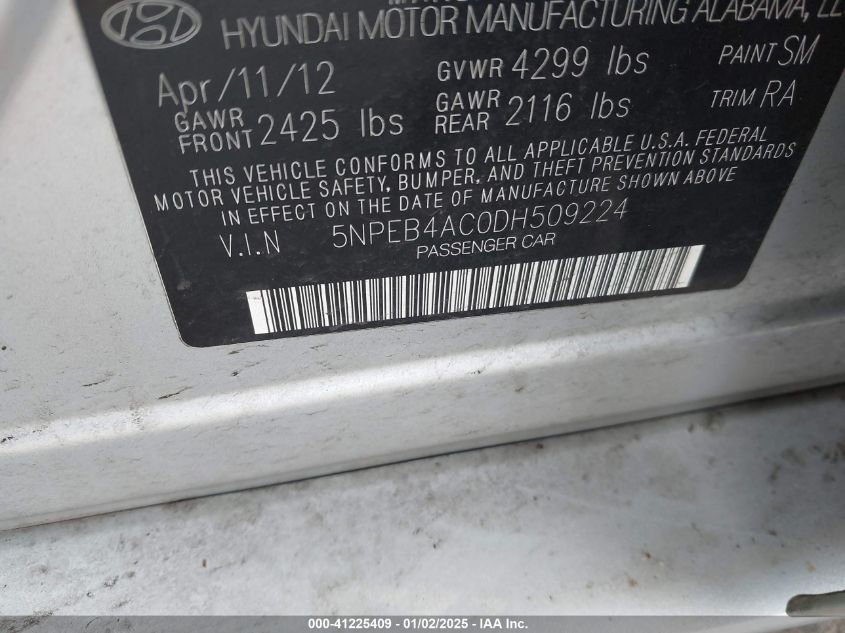 HYUNDAI MOTOR MANUFACTURING ALABAMA, LL
Apr/11/12 GVWR 4299 lbs PAINT SM
GAWR FRONT 2425 lbs GAWR REAR 2116 lbs TRIM RA
THIS VEHICLE CONFORMS TO ALL APPLICABLE U.S.A. FEDERAL
MOTOR VEHICLE SAFETY, BUMPER, AND THEFT PREVENTION STANDARDS
IN EFFECT ON THE DATE OF MANUFACTURE SHOWN ABOVE
V.I.N 5NPEB4AC0DH509224
PASSENGER CAR
000-41225409 - 01/02/2025 - IAA Inc.